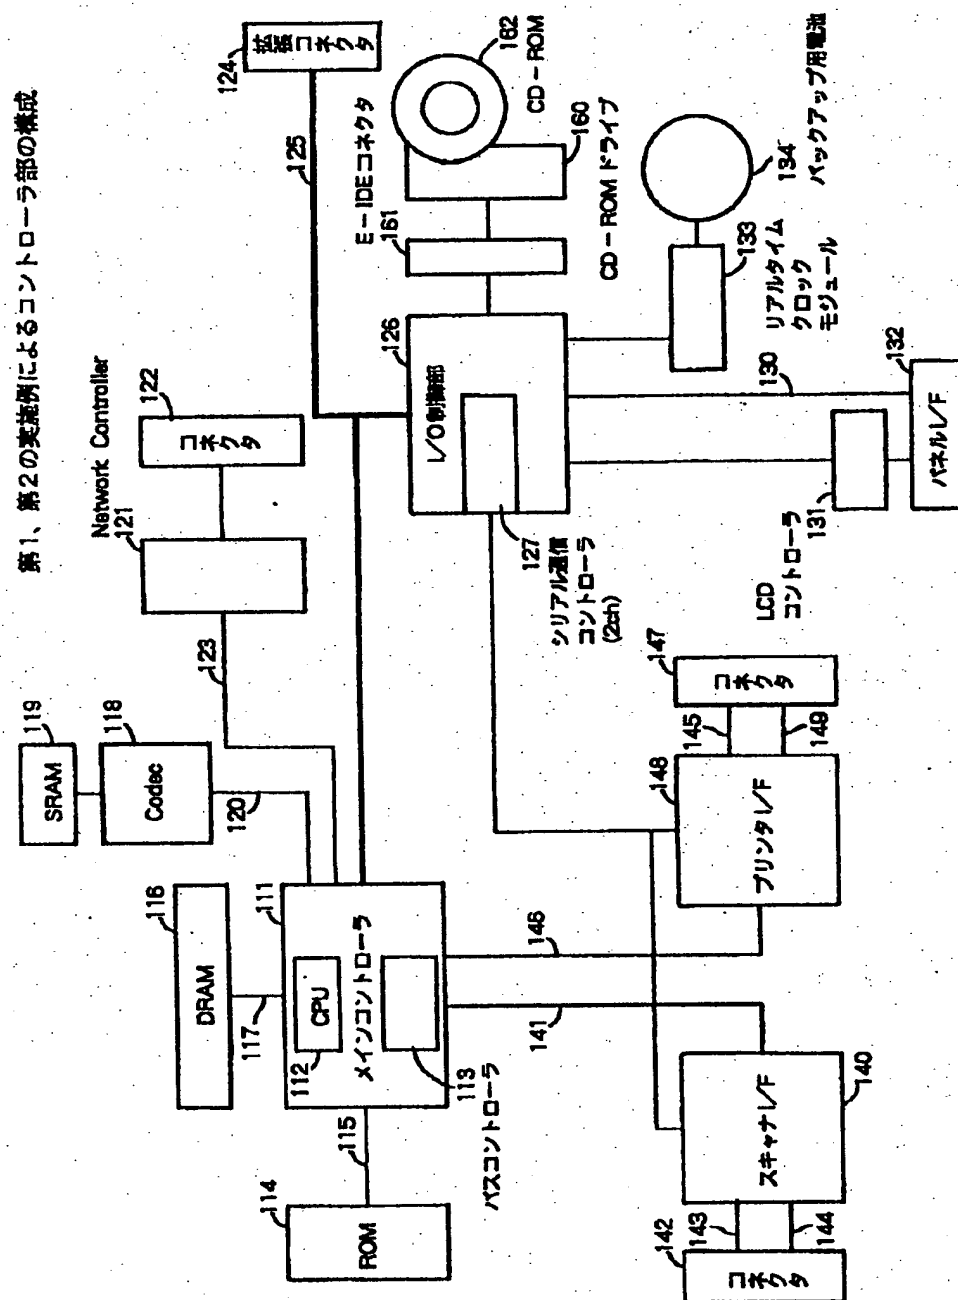 第1、第2の実施例によるコントローラ部の構成
124
拡張コネクタ
125
162
CD-ROM
E-IDEコネクタ
161
160
CD-ROMドライブ
134
バックアップ用電池
133
リアルタイム
クロック
モジュール
126
I/O制御部
127
シリアル通信
コントローラ
(2ch)
130
132
パネルI/F
131
LCD
コントローラ
Network Controller
121
122
コネクタ
123
119
SRAM
118
Codec
120
116
DRAM
117
111
メインコントローラ
CPU
112
113
バスコントローラ
115
114
ROM
146
141
147
コネクタ
145
149
148
プリンタI/F
140
スキャナI/F
142
143
144
コネクタ